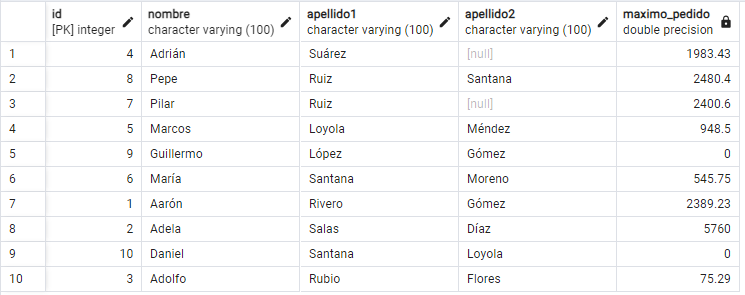 id nombre apellido1 apellido2 maximo_pedido
[PK] integer character varying (100) character varying (100) character varying (100) double precision
1 4 Adrián Suárez [null] 1983.43
2 8 Pepe Ruiz Santana 2480.4
3 7 Pilar Ruiz [null] 2400.6
4 5 Marcos Loyola Méndez 948.5
5 9 Guillermo López Gómez 0
6 6 María Santana Moreno 545.75
7 1 Aarón Rivero Gómez 2389.23
8 2 Adela Salas Díaz 5760
9 10 Daniel Santana Loyola 0
10 3 Adolfo Rubio Flores 75.29